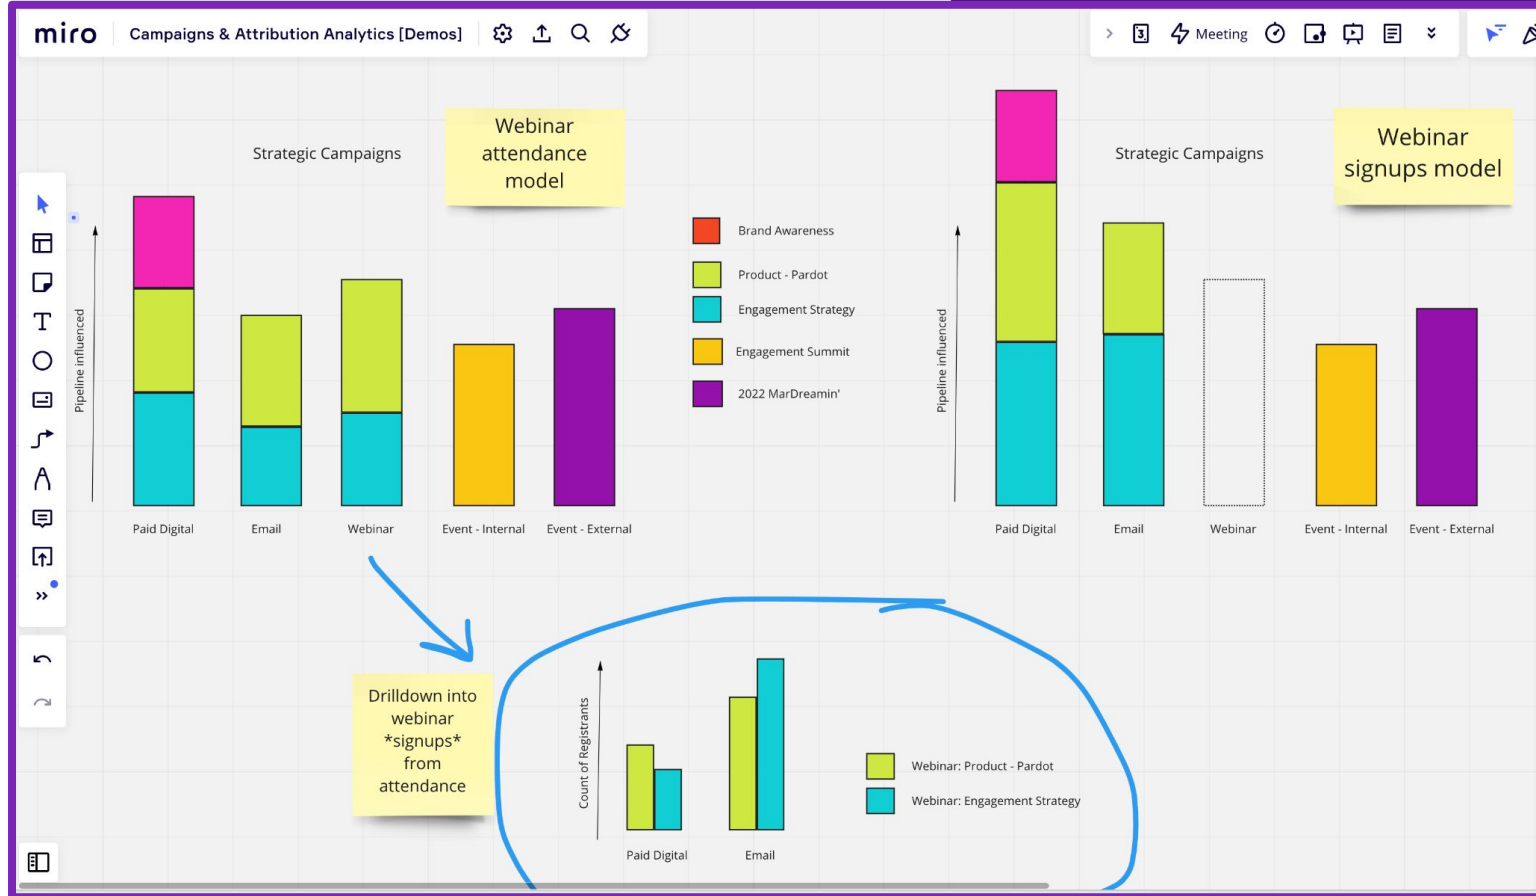 miro
Campaigns & Attribution Analytics [Demos]
3
Meeting
Strategic Campaigns
Webinar
attendance
model
Pipeline influenced
Paid Digital
Email
Webinar
Event - Internal
Event - External
Brand Awareness
Product - Pardot
Engagement Strategy
Engagement Summit
2022 MarDreamin'
Strategic Campaigns
Webinar
signups model
Pipeline influenced
Paid Digital
Email
Webinar
Event - Internal
Event - External
Drilldown into
webinar
*signups*
from
attendance
Count of Registrants
Paid Digital
Email
Webinar: Product - Pardot
Webinar: Engagement Strategy